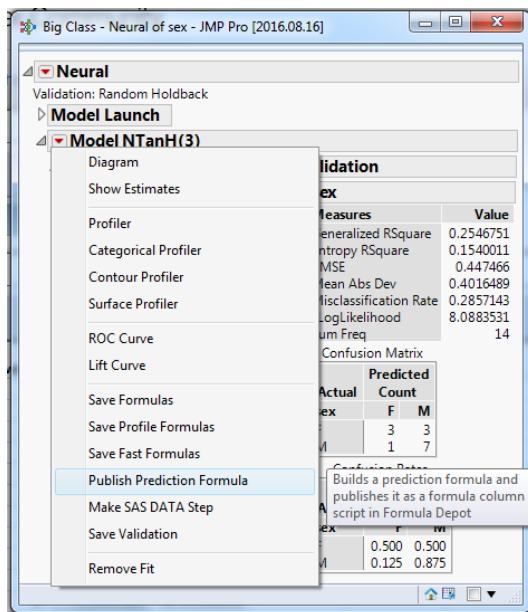 Big Class - Neural of sex - JMP Pro [2016.08.16]
Neural
Validation: Random Holdback
Model Launch
Model NTanH(3)
Diagram
Show Estimates
Profiler
Categorical Profiler
Contour Profiler
Surface Profiler
ROC Curve
Lift Curve
Save Formulas
Save Profile Formulas
Save Fast Formulas
Publish Prediction Formula
Make SAS DATA Step
Save Validation
Remove Fit
lidation
ex
Measures Value
eneralized RSquare 0.2546751
ntropy RSquare 0.1540011
MSE 0.447466
Mean Abs Dev 0.4016489
Misclassification Rate 0.2857143
LogLikelihood 8.0883531
um Freq 14
Confusion Matrix
Predicted
Actual Count
sex F M
F 3 3
M 1 7
Builds a prediction formula and
publishes it as a formula column
script in Formula Depot
0.500 0.500
M 0.125 0.875